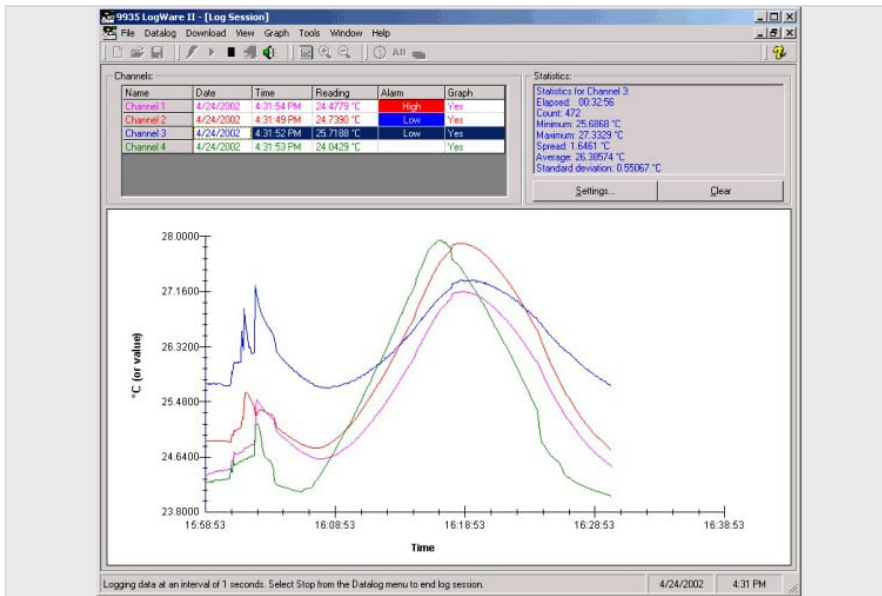 9935 LogWare II - [Log Session]
File Datalog Download View Graph Tools Window Help
AB
Channels:
Name Date Time Reading Alarm Graph
Channel 1 4/24/2002 4:31:54 PM 24.4779 °C High Yes
Channel 2 4/24/2002 4:31:49 PM 24.7390 °C Low Yes
Channel 3 4/24/2002 4:31:52 PM 25.7188 °C Low Yes
Channel 4 4/24/2002 4:31:53 PM 24.0429 °C Yes
Statistics:
Statistics for Channel 3:
Elapsed: 00:32:56
Count: 472
Minimum: 25.6868 °C
Maximum: 27.3329 °C
Spread: 1.6461 °C
Average: 26.38574 °C
Standard deviation: 0.55067 °C
Settings... Clear
°C (or value)
28.0000
27.1600
26.3200
25.4800
24.6400
23.8000
15:58:53 16:08:53 16:18:53 16:28:53 16:38:53
Time
Logging data at an interval of 1 seconds. Select Stop from the Datalog menu to end log session. 4/24/2002 4:31 PM